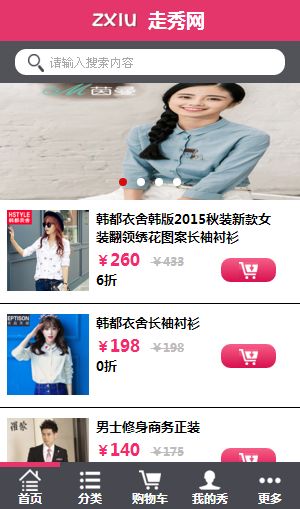 ZXIU 走秀网
请输入搜索内容
M 茵曼
HSTYLE
韩都衣舍
韩都衣舍韩版2015秋装新款女
装翻领绣花图案长袖衬衫
¥260 ¥433
6折
韩都衣舍长袖衬衫
¥198 ¥198
0折
男士修身商务正装
¥140 ¥175
首页 分类 购物车 我的秀 更多